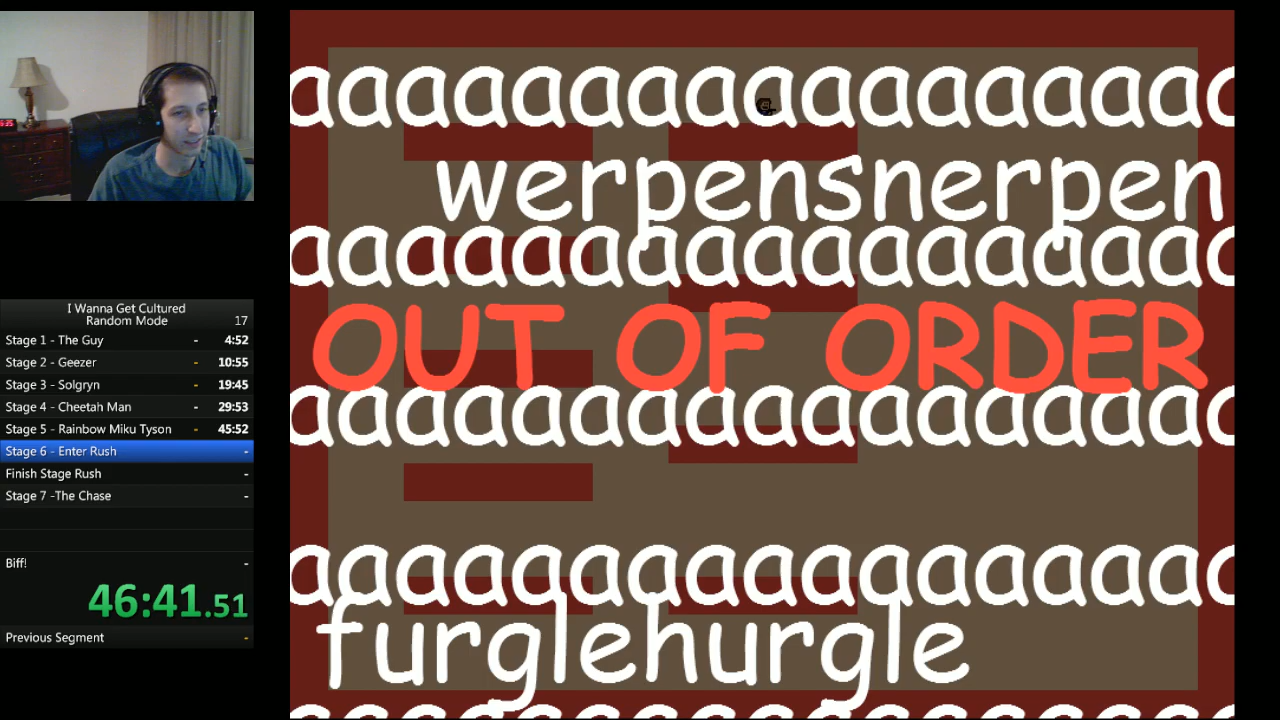 I Wanna Get Cultured
Random Mode 17
Stage 1 - The Guy - 4:52
Stage 2 - Geezer - 10:55
Stage 3 - Solgryn - 19:45
Stage 4 - Cheetah Man - 29:53
Stage 5 - Rainbow Miku Tyson - 45:52
Stage 6 - Enter Rush -
Finish Stage Rush -
Stage 7 -The Chase -
Biff! -
46:41.51
Previous Segment -
aaaaaaaaaaaaaaaaa
werpensnerpen
aaaaaaaaaaaaaaaaa
OUT OF ORDER
aaaaaaaaaaaaaaaaa
aaaaaaaaaaaaaaaaa
furglehurgle